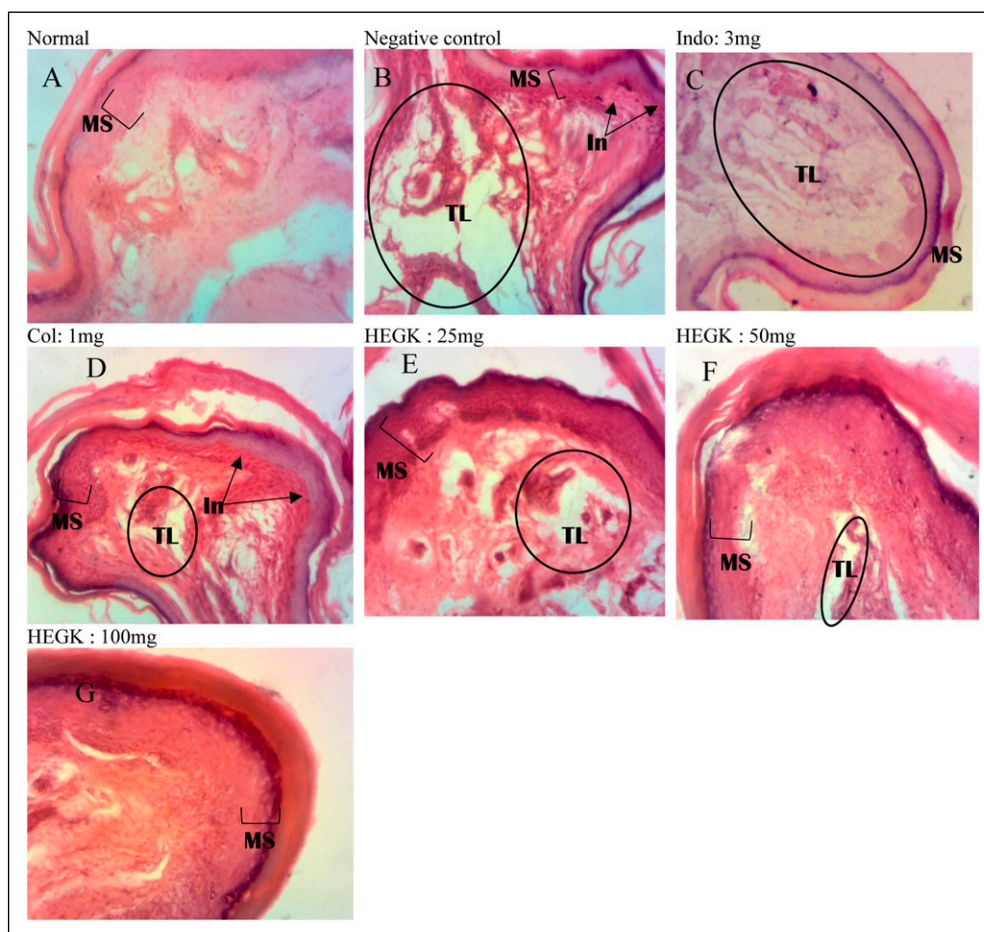 Normal
Negative control
Indo: 3mg
A
MS
B
MS
In
TL
C
TL
MS
Col: 1mg
HEGK : 25mg
HEGK : 50mg
D
MS
TL
In
E
MS
TL
F
MS
TL
HEGK : 100mg
G
MS